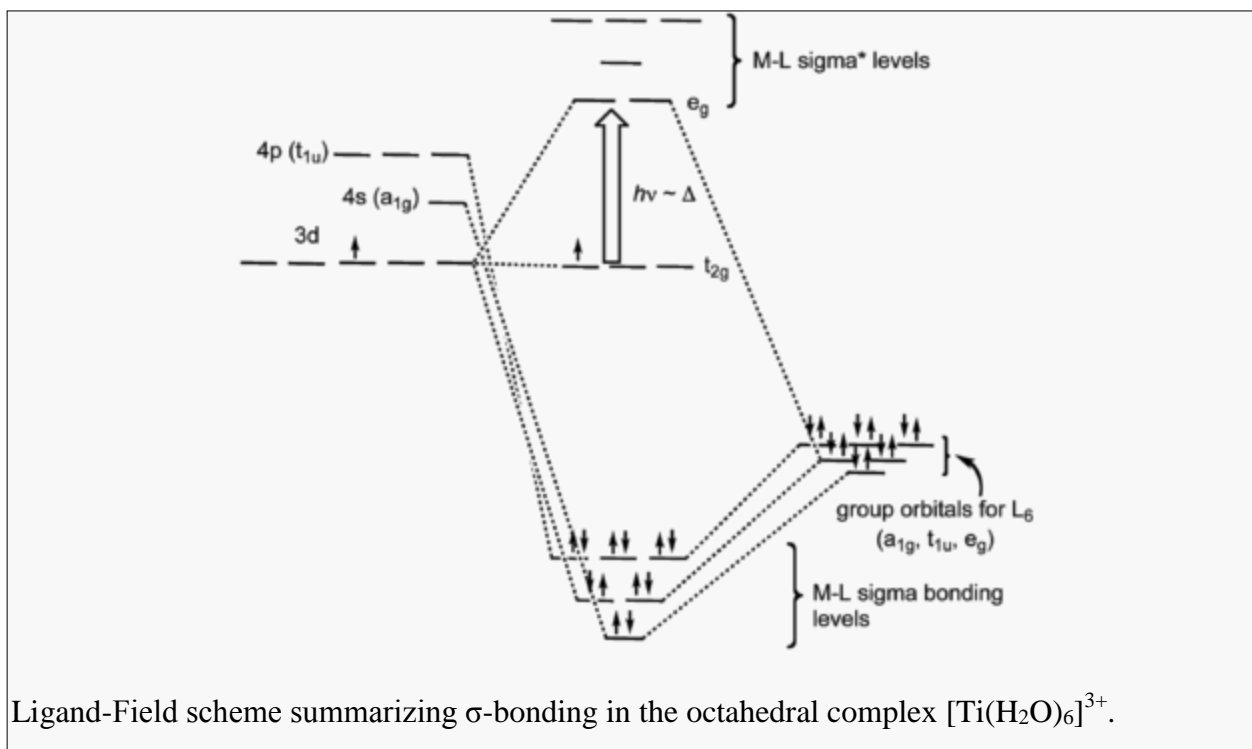 M-L sigma* levels
e_g
4p (t_1u)
4s (a_1g)
hν ~ Δ
3d
t_2g
group orbitals for L_6
(a_1g, t_1u, e_g)
M-L sigma bonding
levels
Ligand-Field scheme summarizing σ-bonding in the octahedral complex [Ti(H₂O)₆]³⁺.